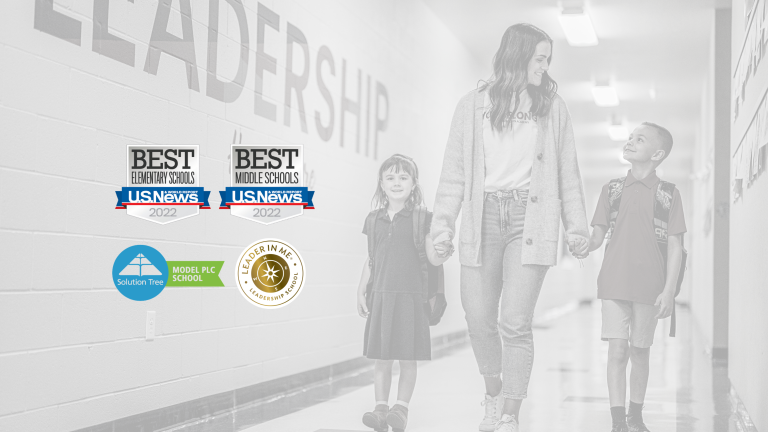 LEADERSHIP
BEST
ELEMENTARY SCHOOLS
U.S.News
& WORLD REPORT
2022
BEST
MIDDLE SCHOOLS
U.S.News
& WORLD REPORT
2022
Solution Tree
MODEL PLC
SCHOOL
LEADER IN ME
LEADERSHIP SCHOOL